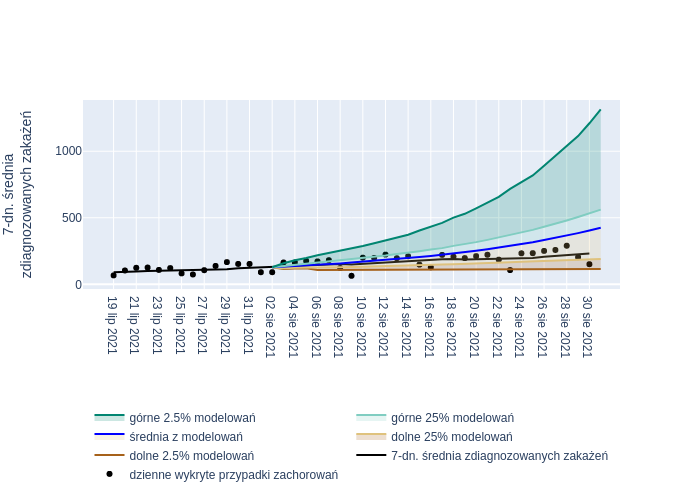 7-dn. średnia
zdiagnozowanych zakażeń
1000
500
0
19 lip 2021
21 lip 2021
23 lip 2021
25 lip 2021
27 lip 2021
29 lip 2021
31 lip 2021
02 sie 2021
04 sie 2021
06 sie 2021
08 sie 2021
10 sie 2021
12 sie 2021
14 sie 2021
16 sie 2021
18 sie 2021
20 sie 2021
22 sie 2021
24 sie 2021
26 sie 2021
28 sie 2021
30 sie 2021
górne 2.5% modelowań
górne 25% modelowań
średnia z modelowań
dolne 25% modelowań
dolne 2.5% modelowań
7-dn. średnia zdiagnozowanych zakażeń
dzienne wykryte przypadki zachorowań